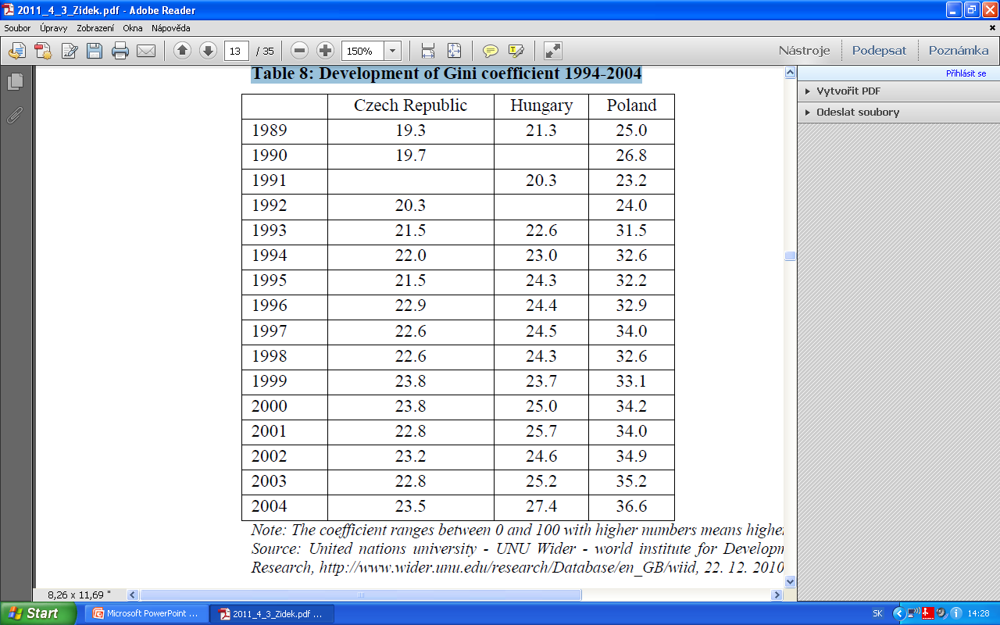 2011_4_3_Zidek.pdf - Adobe Reader
Soubor Úpravy Zobrazení Okna Nápověda
13 / 35 150% Nástroje Podepsat Poznámka
Přihlásit se
Vytvořit PDF
Odeslat soubory
Table 8: Development of Gini coefficient 1994-2004
Czech Republic Hungary Poland
1989 19.3 21.3 25.0
1990 19.7 26.8
1991 20.3 23.2
1992 20.3 24.0
1993 21.5 22.6 31.5
1994 22.0 23.0 32.6
1995 21.5 24.3 32.2
1996 22.9 24.4 32.9
1997 22.6 24.5 34.0
1998 22.6 24.3 32.6
1999 23.8 23.7 33.1
2000 23.8 25.0 34.2
2001 22.8 25.7 34.0
2002 23.2 24.6 34.9
2003 22.8 25.2 35.2
2004 23.5 27.4 36.6
Note: The coefficient ranges between 0 and 100 with higher numbers means higher
Source: United nations university - UNU Wider - world institute for Developm
Research, http://www.wider.unu.edu/research/Database/en_GB/wiid, 22. 12. 2010
8,26 x 11,69 "
Start Microsoft PowerPoint ... 2011_4_3_Zidek.pdf ... SK 14:28